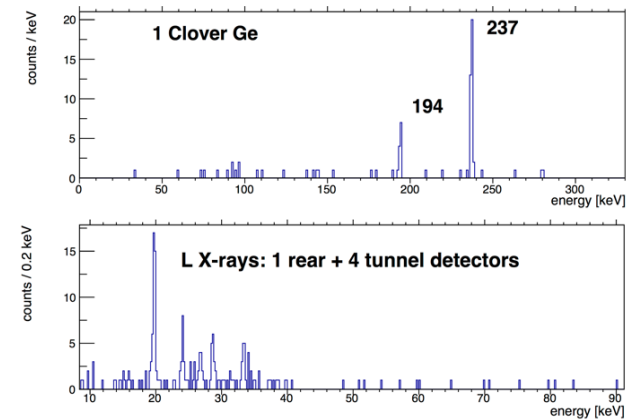 counts / keV
20
15
10
5
0
1 Clover Ge
237
194
0 50 100 150 200 250 300
energy [keV]
counts / 0.2 keV
15
10
5
0
L X-rays: 1 rear + 4 tunnel detectors
10 20 30 40 50 60 70 80 90
energy [keV]